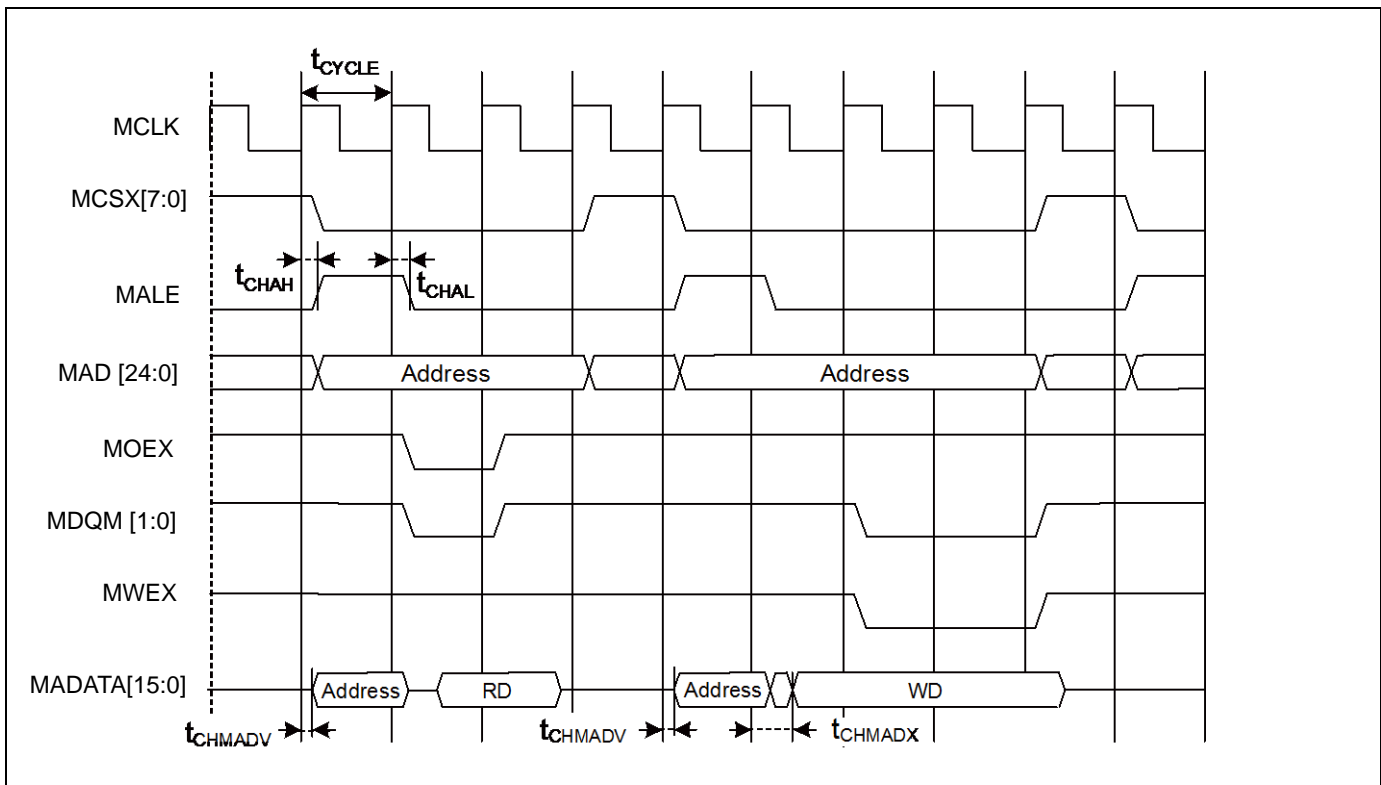 tCYCLE
MCLK
MCSX[7:0]
tCHAH
tCHAL
MALE
MAD [24:0]
Address
Address
MOEX
MDQM [1:0]
MWEX
MADATA[15:0]
Address
RD
Address
WD
tCHMADV
tCHMADV
tCHMADX